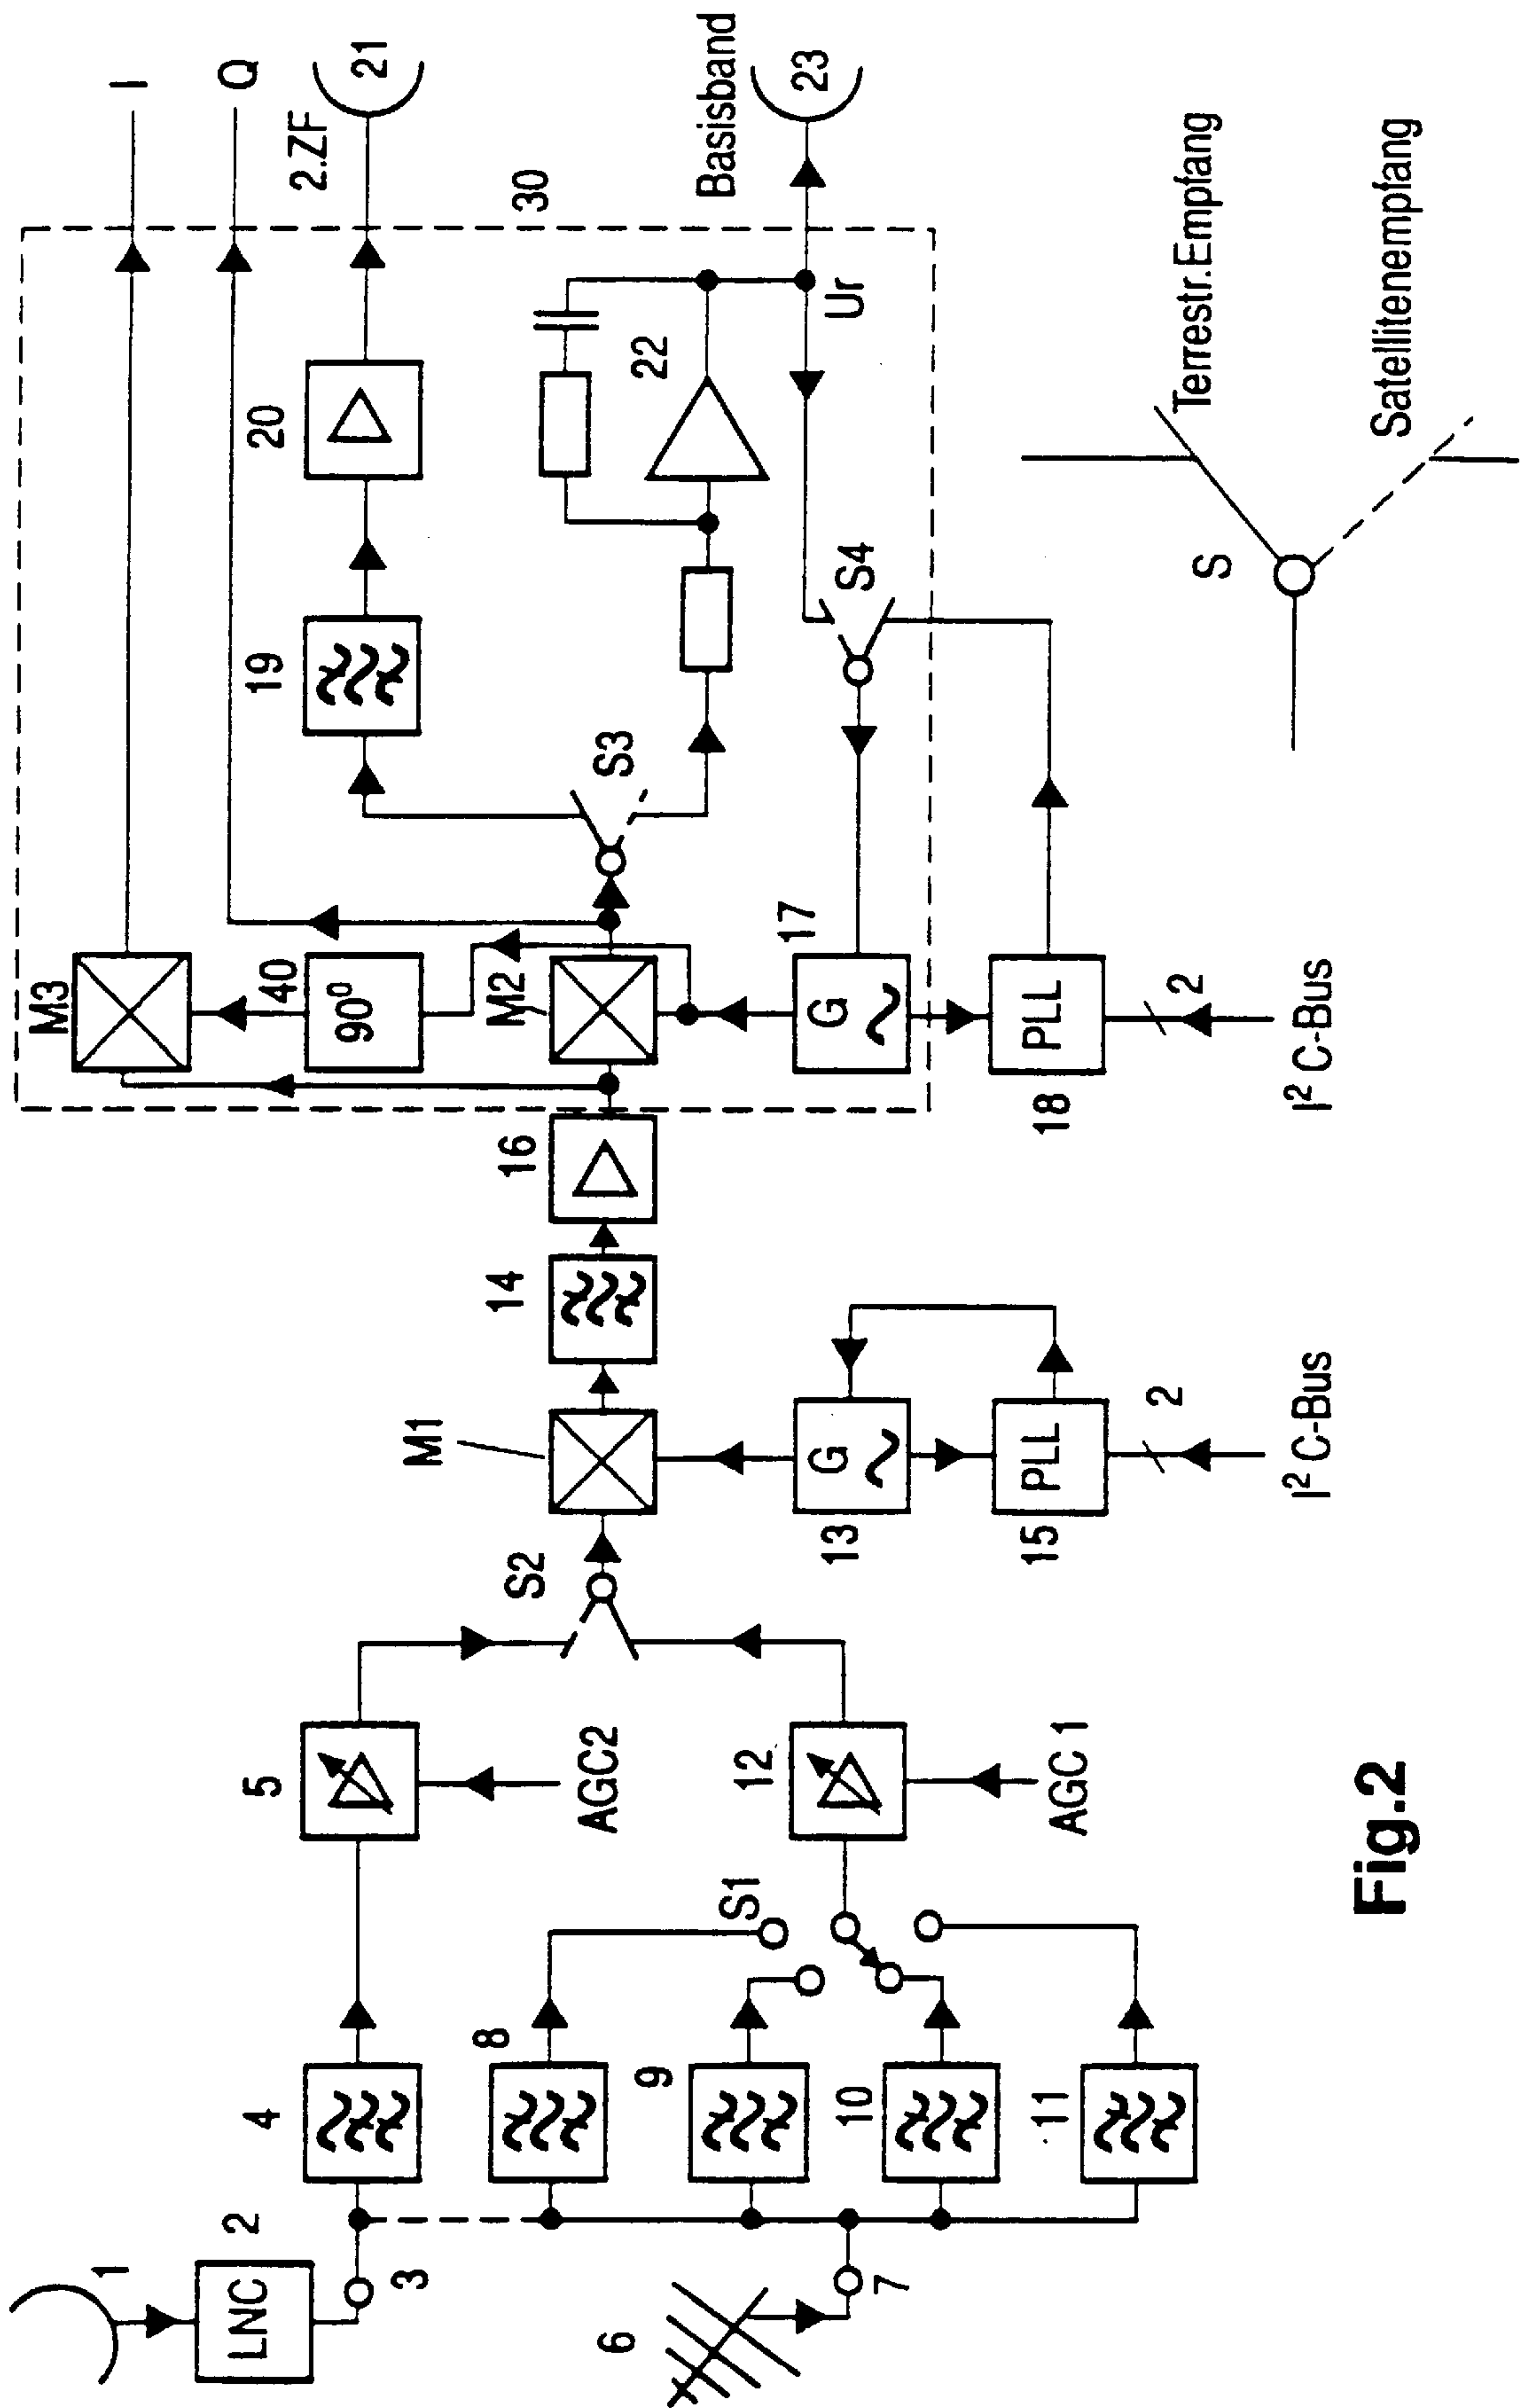 1
LNC
2
3
4
5
AGC2
6
7
8
9
10
11
S1
12
AGC 1
S2
M1
G
13
PLL
15
2
I² C-Bus
14
16
M3
40
90⁰
M2
G
17
PLL
18
2
I² C-Bus
S3
19
20
22
S4
Ur
30
I
Q
2.ZF
21
Basisband
23
S
Terrestr.Empfang
Satellitenempfang
Fig.2